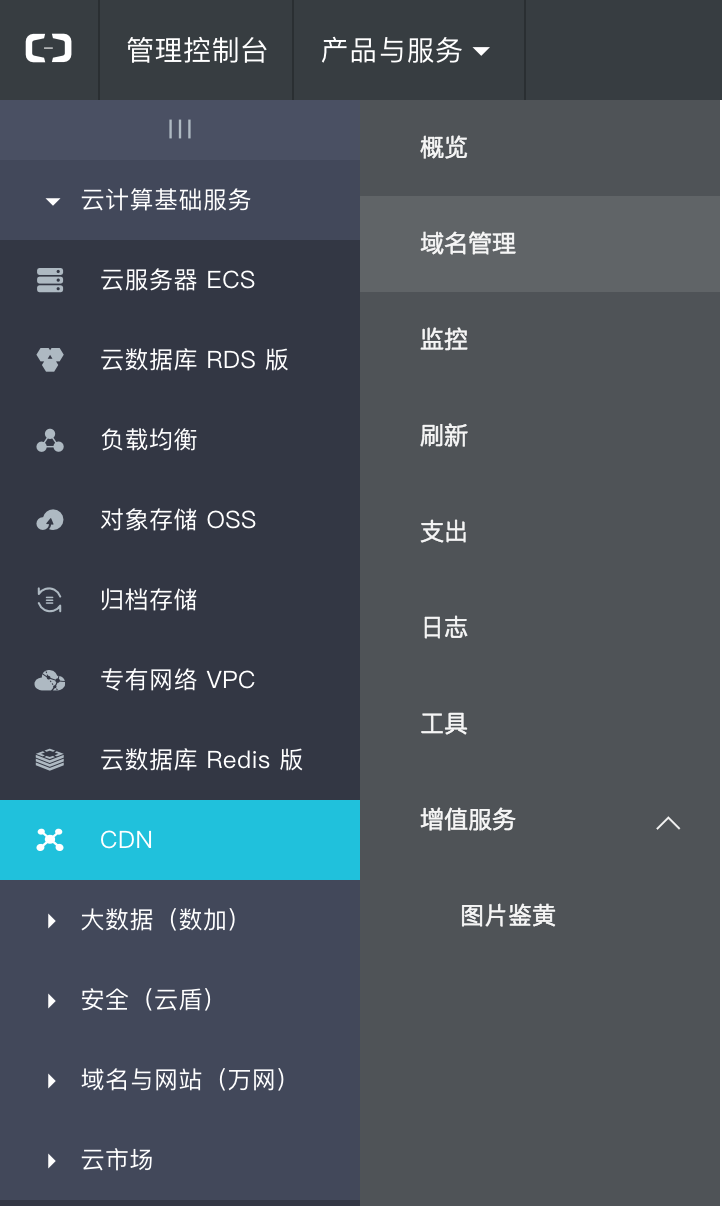 管理控制台
产品与服务
云计算基础服务
云服务器 ECS
云数据库 RDS 版
负载均衡
对象存储 OSS
归档存储
专有网络 VPC
云数据库 Redis 版
CDN
大数据（数加）
安全（云盾）
域名与网站（万网）
云市场
概览
域名管理
监控
刷新
支出
日志
工具
增值服务
图片鉴黄